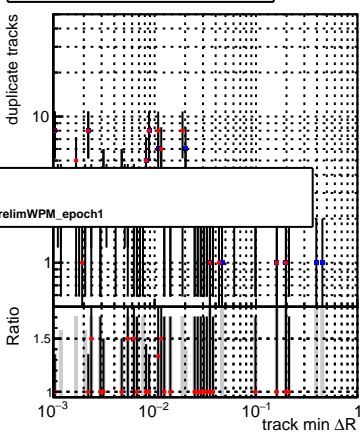 duplicate tracks
10
relimWPM_epoch1
1
Ratio
1.5
1
10⁻³ 10⁻² 10⁻¹ 1
track min ΔR